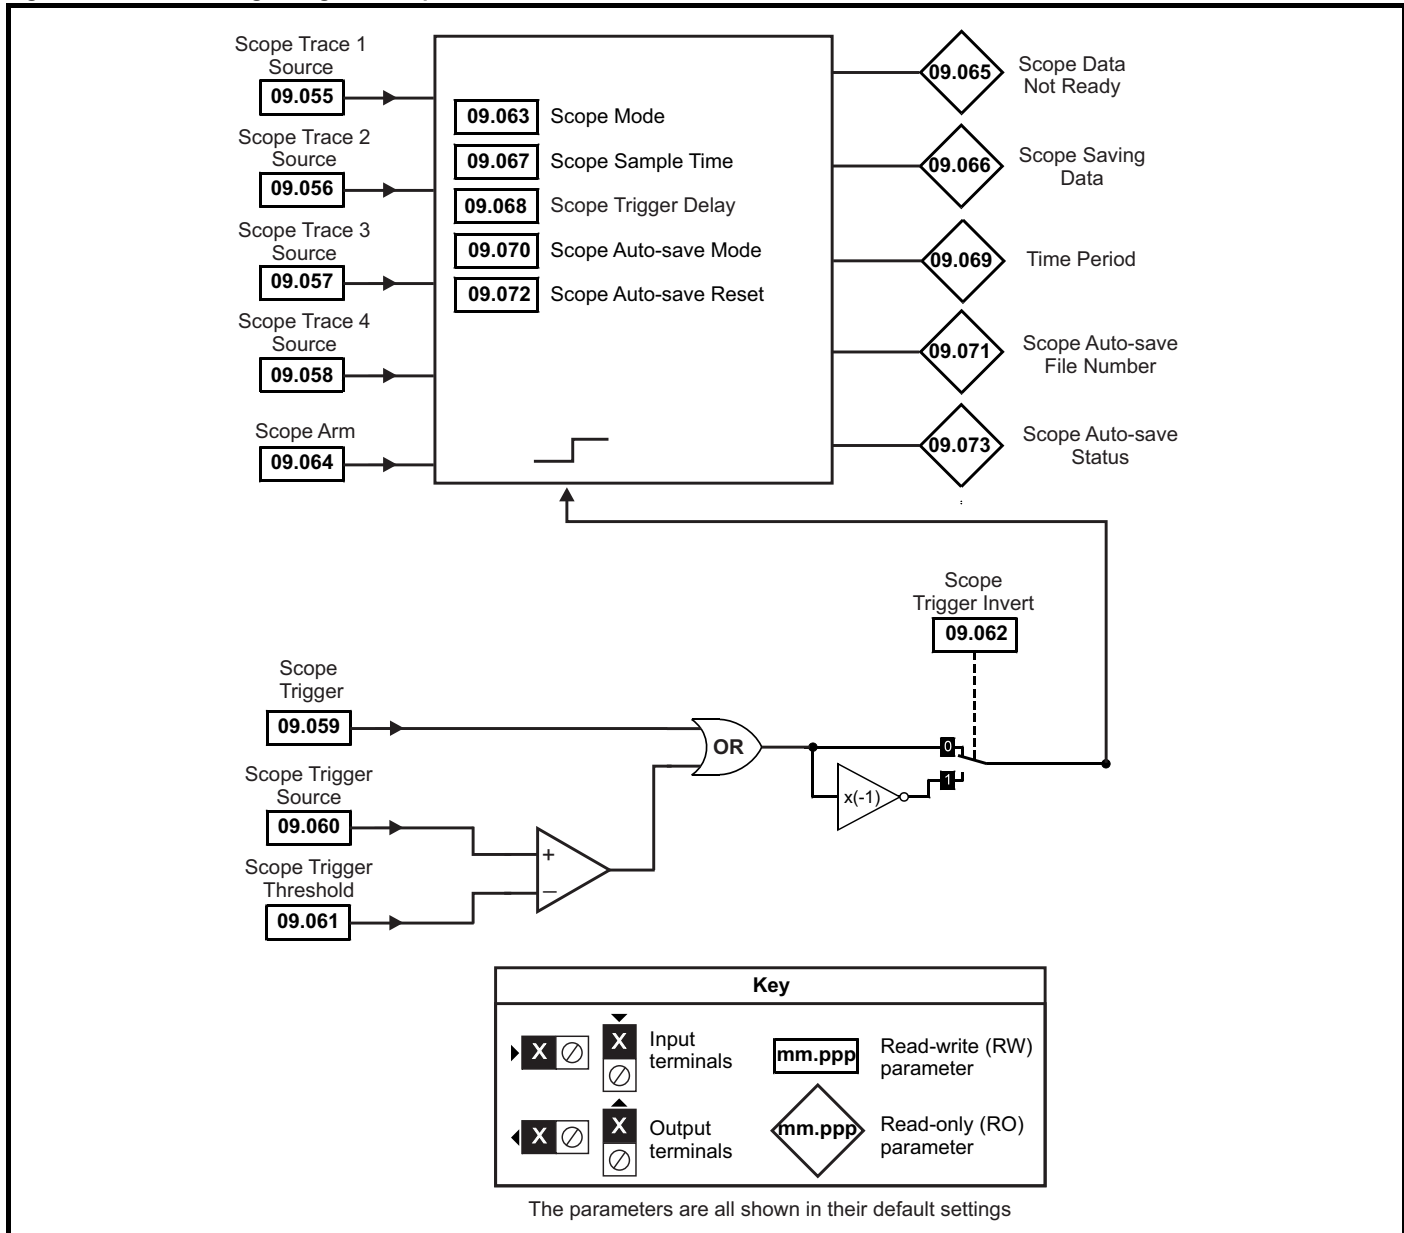 Scope Trace 1
Source
09.055
Scope Trace 2
Source
09.056
Scope Trace 3
Source
09.057
Scope Trace 4
Source
09.058
Scope Arm
09.064
09.063 Scope Mode
09.067 Scope Sample Time
09.068 Scope Trigger Delay
09.070 Scope Auto-save Mode
09.072 Scope Auto-save Reset
09.065 Scope Data
Not Ready
09.066 Scope Saving
Data
09.069 Time Period
09.071 Scope Auto-save
File Number
09.073 Scope Auto-save
Status
Scope
Trigger Invert
09.062
Scope
Trigger
09.059
Scope Trigger
Source
09.060
Scope Trigger
Threshold
09.061
+
−
OR
x(-1)
0
1
Key
X
X
Input
terminals
mm.ppp
Read-write (RW)
parameter
X
X
Output
terminals
mm.ppp
Read-only (RO)
parameter
The parameters are all shown in their default settings